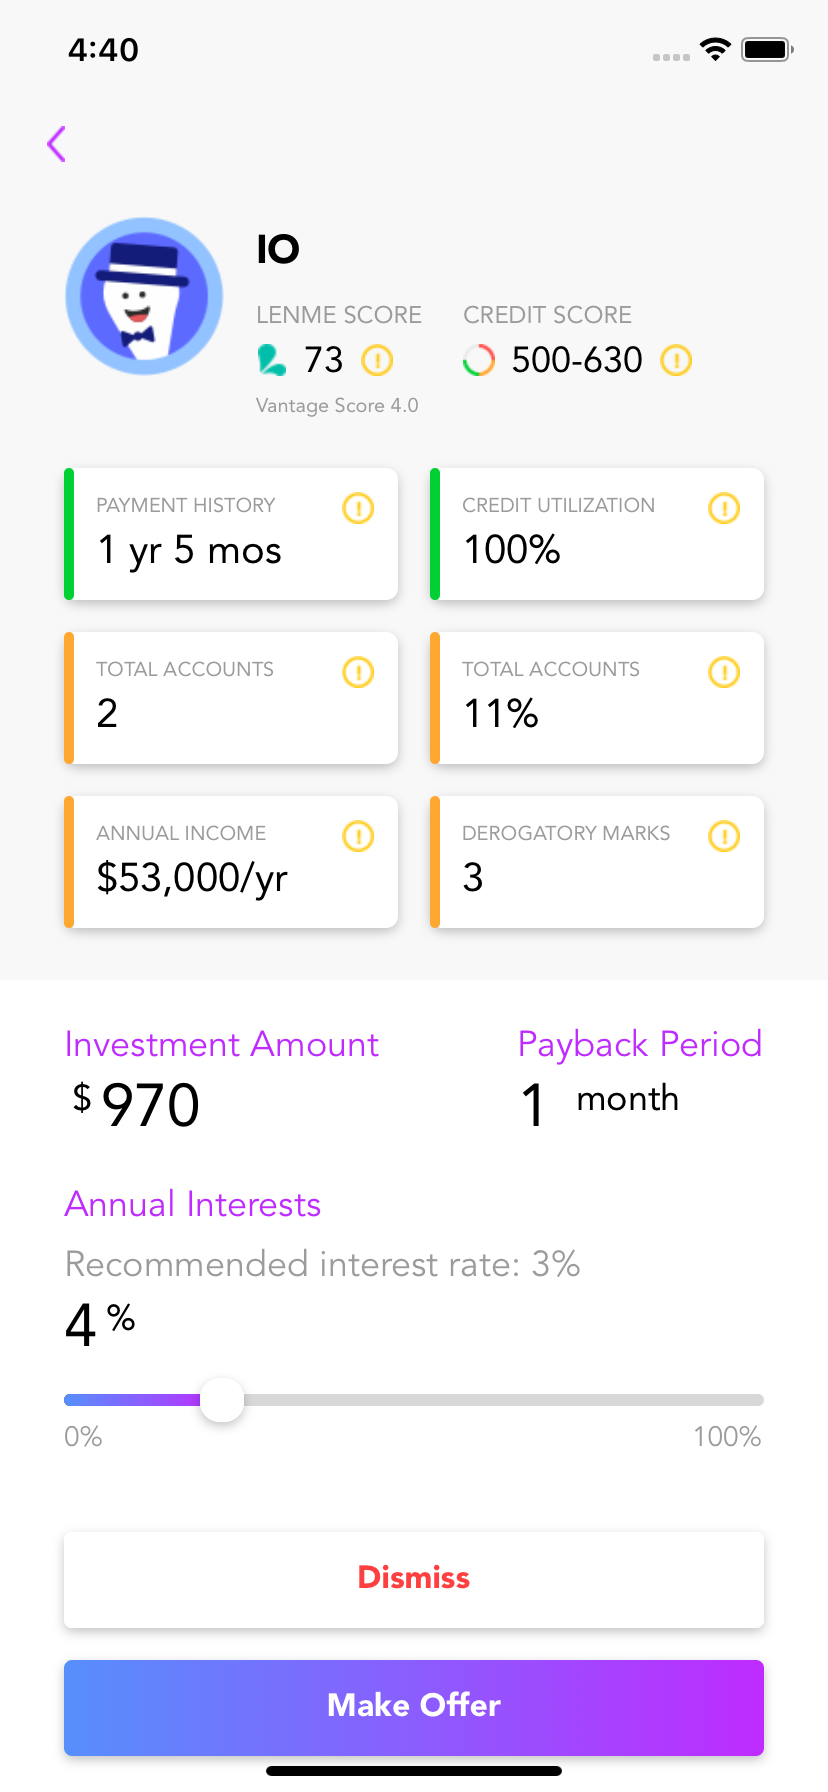 4:40
IO
LENME SCORE
CREDIT SCORE
73
500-630
Vantage Score 4.0
PAYMENT HISTORY
1 yr 5 mos
CREDIT UTILIZATION
100%
TOTAL ACCOUNTS
2
TOTAL ACCOUNTS
11%
ANNUAL INCOME
$53,000/yr
DEROGATORY MARKS
3
Investment Amount
$ 970
Payback Period
1 month
Annual Interests
Recommended interest rate: 3%
4 %
0%
100%
Dismiss
Make Offer